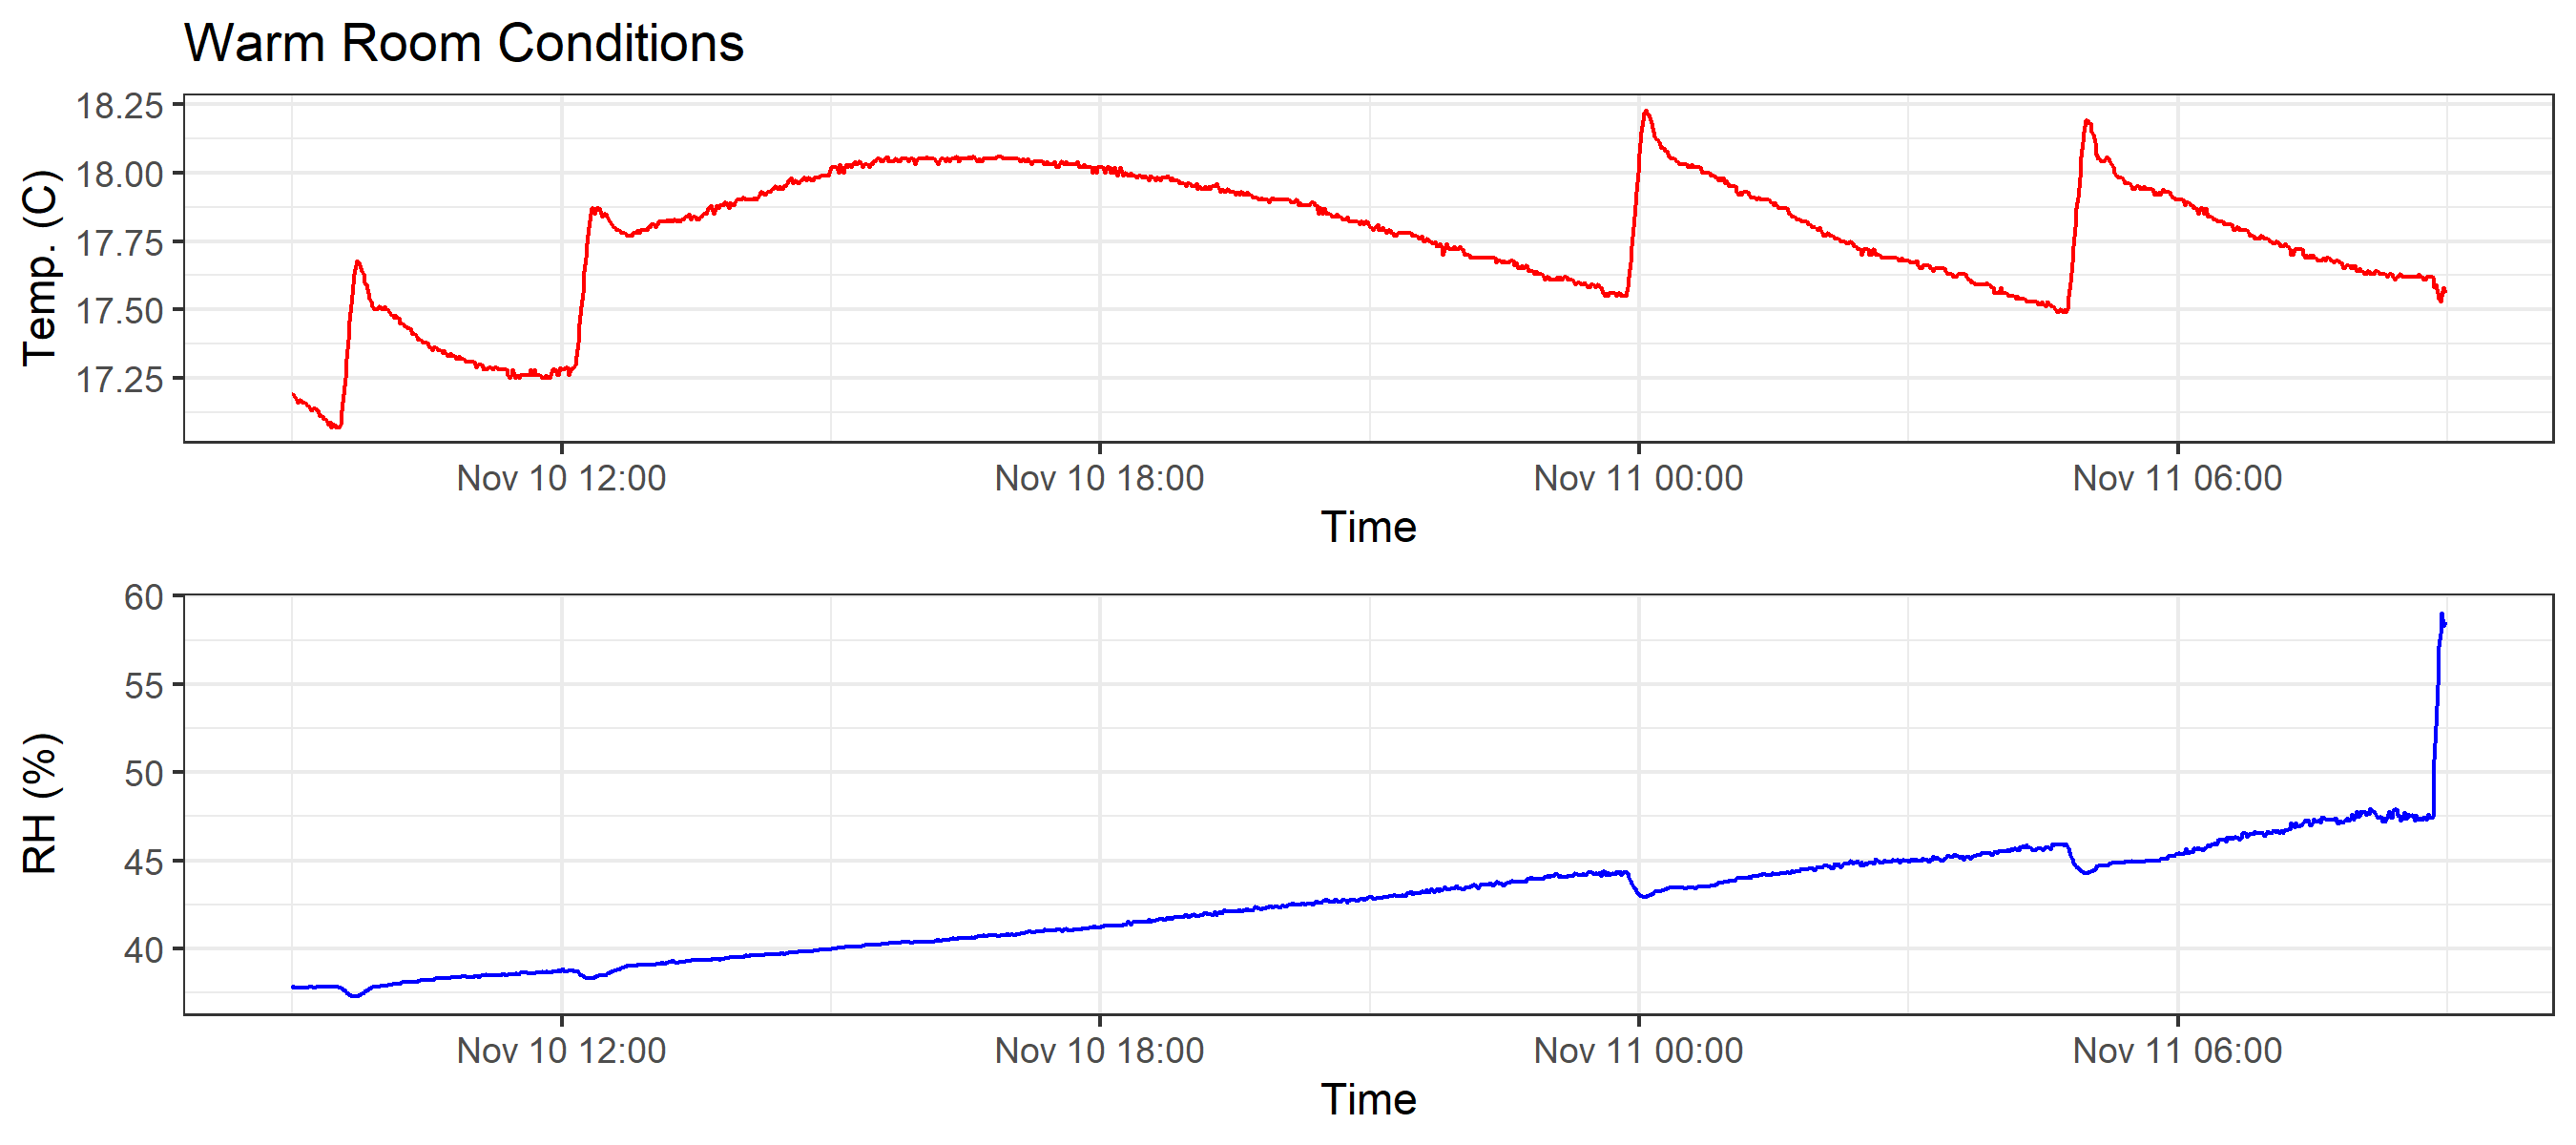 Warm Room Conditions
18.25
18.00
17.75
17.50
17.25
Temp. (C)
Nov 10 12:00 Nov 10 18:00 Nov 11 00:00 Nov 11 06:00
Time
60
55
50
45
40
RH (%)
Nov 10 12:00 Nov 10 18:00 Nov 11 00:00 Nov 11 06:00
Time